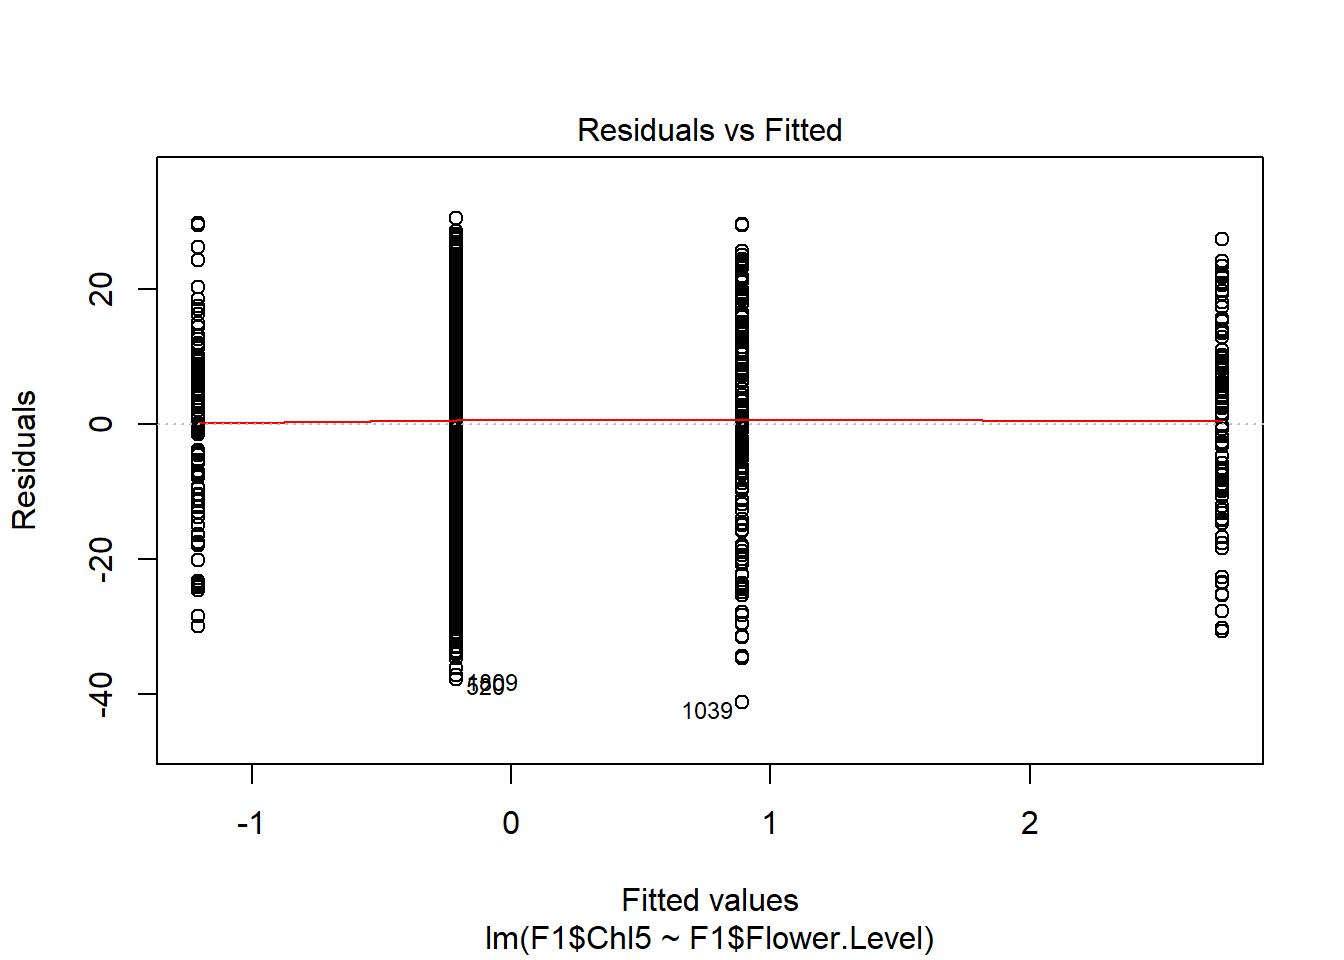 Residuals vs Fitted
Residuals
20
0
-20
-40
520
1039
-1
0
1
2
Fitted values
lm(F1$Chl5 ~ F1$Flower.Level)